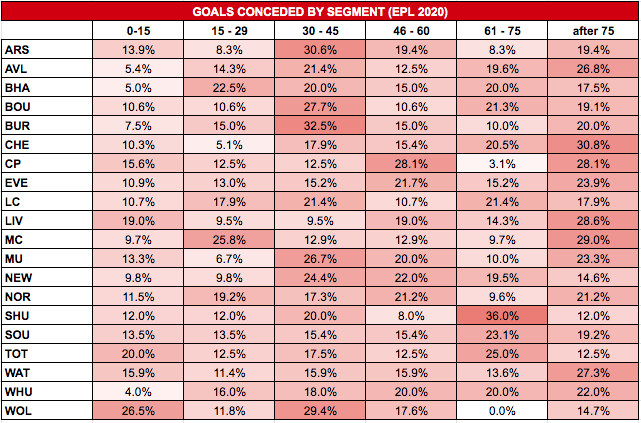 GOALS CONCEDED BY SEGMENT (EPL 2020)
0-15 15 - 29 30 - 45 46 - 60 61 - 75 after 75
ARS 13.9% 8.3% 30.6% 19.4% 8.3% 19.4%
AVL 5.4% 14.3% 21.4% 12.5% 19.6% 26.8%
BHA 5.0% 22.5% 20.0% 15.0% 20.0% 17.5%
BOU 10.6% 10.6% 27.7% 10.6% 21.3% 19.1%
BUR 7.5% 15.0% 32.5% 15.0% 10.0% 20.0%
CHE 10.3% 5.1% 17.9% 15.4% 20.5% 30.8%
CP 15.6% 12.5% 12.5% 28.1% 3.1% 28.1%
EVE 10.9% 13.0% 15.2% 21.7% 15.2% 23.9%
LC 10.7% 17.9% 21.4% 10.7% 21.4% 17.9%
LIV 19.0% 9.5% 9.5% 19.0% 14.3% 28.6%
MC 9.7% 25.8% 12.9% 12.9% 9.7% 29.0%
MU 13.3% 6.7% 26.7% 20.0% 10.0% 23.3%
NEW 9.8% 9.8% 24.4% 22.0% 19.5% 14.6%
NOR 11.5% 19.2% 17.3% 21.2% 9.6% 21.2%
SHU 12.0% 12.0% 20.0% 8.0% 36.0% 12.0%
SOU 13.5% 13.5% 15.4% 15.4% 23.1% 19.2%
TOT 20.0% 12.5% 17.5% 12.5% 25.0% 12.5%
WAT 15.9% 11.4% 15.9% 15.9% 13.6% 27.3%
WHU 4.0% 16.0% 18.0% 20.0% 20.0% 22.0%
WOL 26.5% 11.8% 29.4% 17.6% 0.0% 14.7%